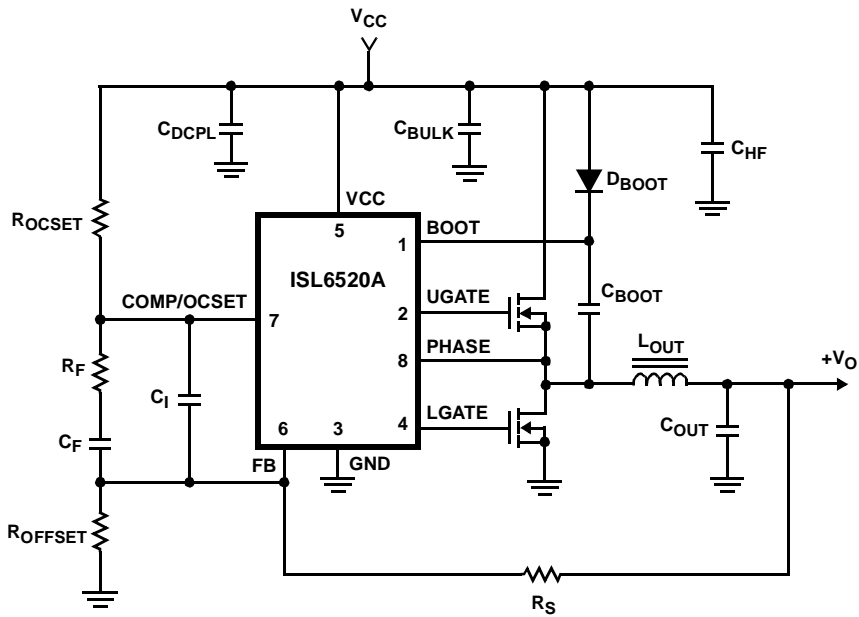 VCC
CDCPL
CBULK
CHF
DBOOT
ROCSET
VCC
BOOT
5
1
ISL6520A
CBOOT
COMP/OCSET
UGATE
7
2
LOUT
+VO
RF
PHASE
8
CI
LGATE
COUT
6
3
4
CF
FB
GND
ROFFSET
RS